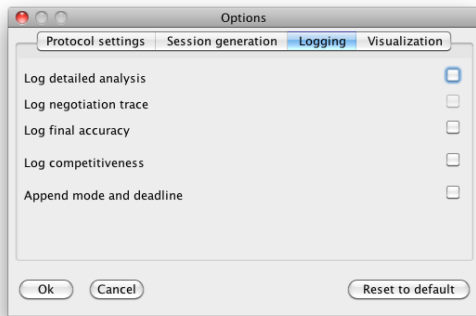 Options
Protocol settings Session generation Logging Visualization
Log detailed analysis
Log negotiation trace
Log final accuracy
Log competitiveness
Append mode and deadline
Ok Cancel Reset to default